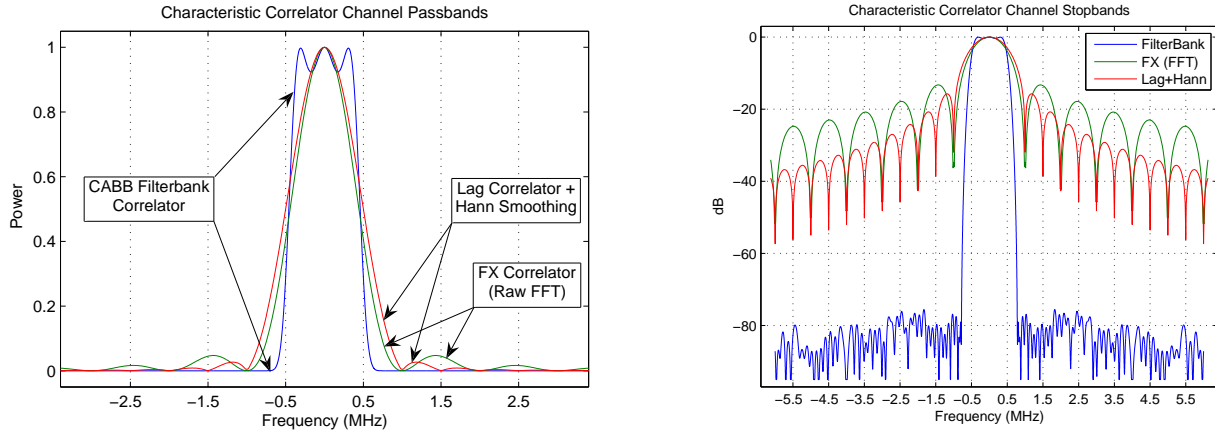 Characteristic Correlator Channel Passbands
1
0.8
0.6
0.4
0.2
0
Power
CABB Filterbank
Correlator
Lag Correlator +
Hann Smoothing
FX Correlator
(Raw FFT)
−2.5 −1.5 −0.5 0.5 1.5 2.5
Frequency (MHz)
Characteristic Correlator Channel Stopbands
0
−20
−40
−60
−80
dB
FilterBank
FX (FFT)
Lag+Hann
−5.5 −4.5 −3.5 −2.5 −1.5 −0.5 0.5 1.5 2.5 3.5 4.5 5.5
Frequency (MHz)